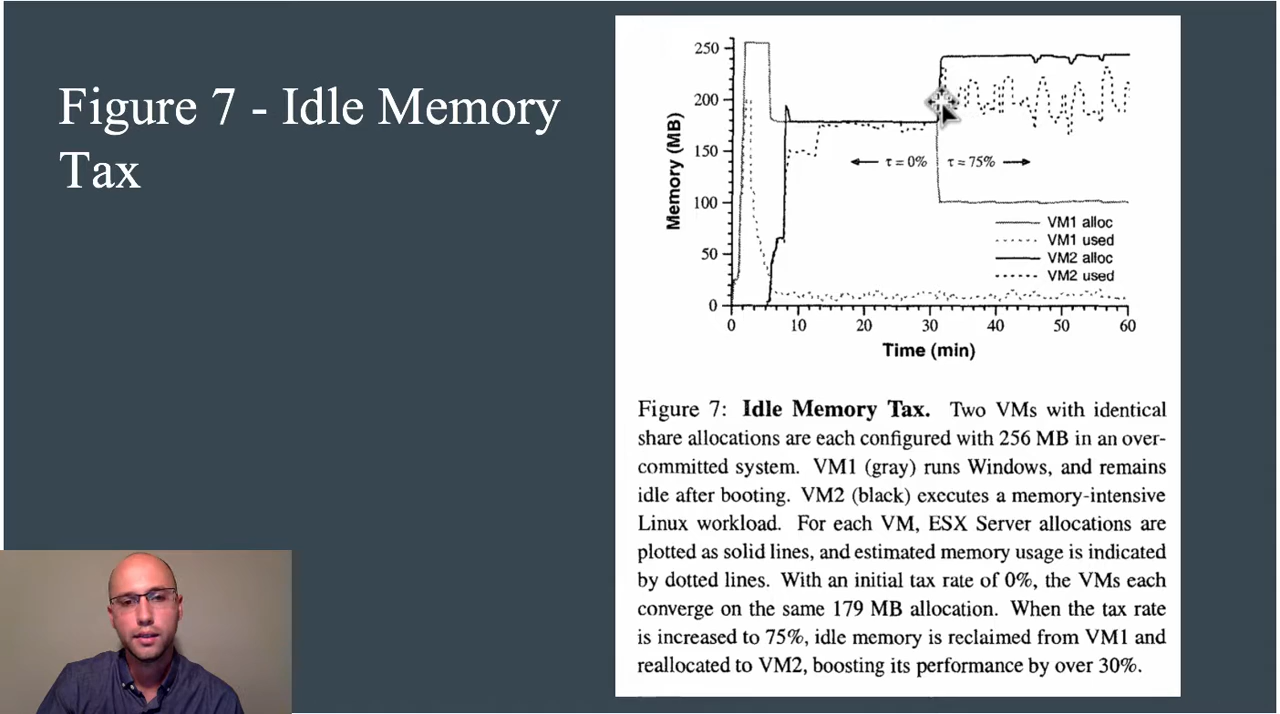 Figure 7 - Idle Memory
Tax
250
200
150
100
50
0
Memory (MB)
τ = 0%
τ = 75%
VM1 alloc
VM1 used
VM2 alloc
VM2 used
0 10 20 30 40 50 60
Time (min)
Figure 7: Idle Memory Tax. Two VMs with identical
share allocations are each configured with 256 MB in an over-
committed system. VM1 (gray) runs Windows, and remains
idle after booting. VM2 (black) executes a memory-intensive
Linux workload. For each VM, ESX Server allocations are
plotted as solid lines, and estimated memory usage is indicated
by dotted lines. With an initial tax rate of 0%, the VMs each
converge on the same 179 MB allocation. When the tax rate
is increased to 75%, idle memory is reclaimed from VM1 and
reallocated to VM2, boosting its performance by over 30%.